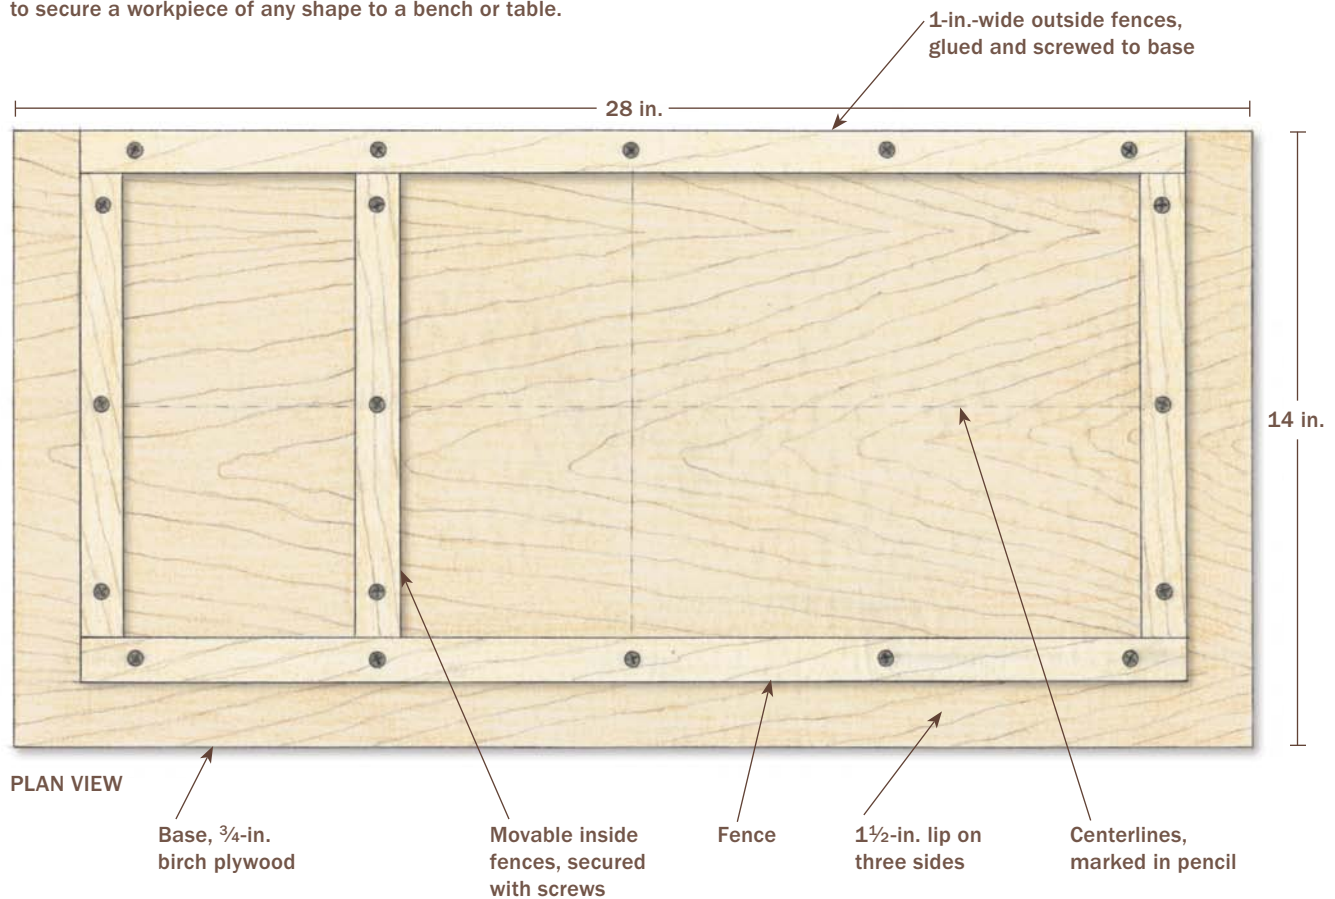 to secure a workpiece of any shape to a bench or table.
1-in.-wide outside fences,
glued and screwed to base
28 in.
14 in.
PLAN VIEW
Base, ¾-in.
birch plywood
Movable inside
fences, secured
with screws
Fence
1½-in. lip on
three sides
Centerlines,
marked in pencil